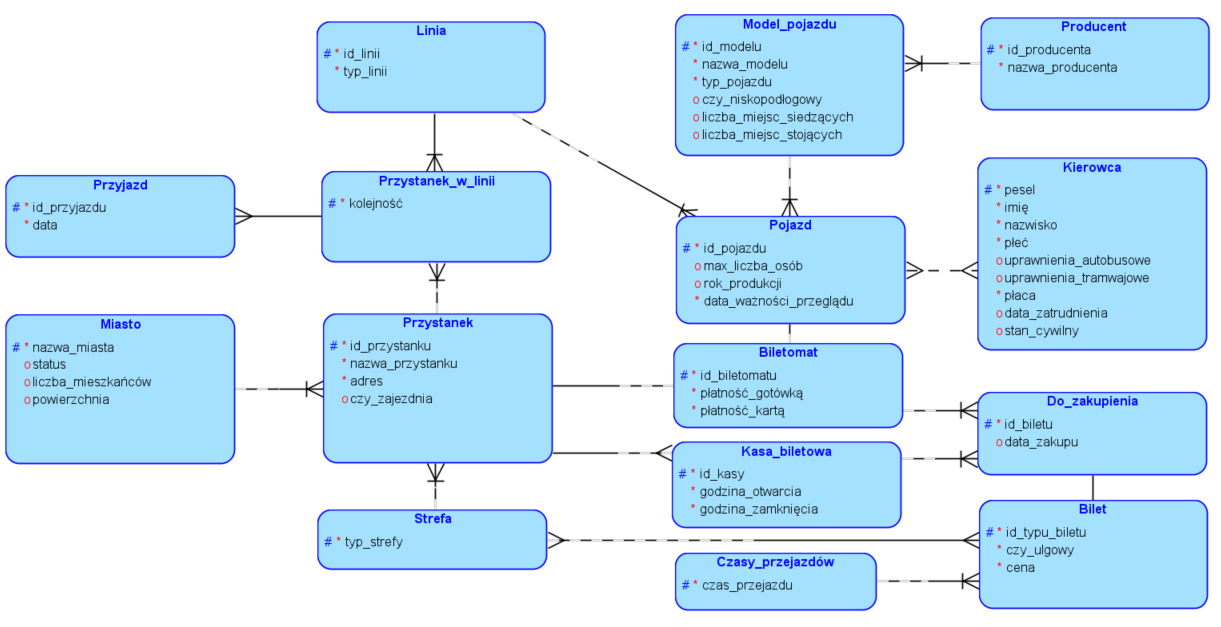 Linia
# * id_linii
* typ_linii
Model_pojazdu
# * id_modelu
* nazwa_modelu
* typ_pojazdu
o czy_niskopodłogowy
o liczba_miejsc_siedzących
o liczba_miejsc_stojących
Producent
# * id_producenta
* nazwa_producenta
Przyjazd
# * id_przyjazdu
* data
Przystanek_w_linii
# * kolejność
Pojazd
# * id_pojazdu
o max_liczba_osób
o rok_produkcji
* data_ważności_przeglądu
Kierowca
# * pesel
* imię
* nazwisko
* płeć
o uprawnienia_autobusowe
o uprawnienia_tramwajowe
* płaca
o data_zatrudnienia
o stan_cywilny
Miasto
# * nazwa_miasta
o status
o liczba_mieszkańców
o powierzchnia
Przystanek
# * id_przystanku
* nazwa_przystanku
* adres
o czy_zajezdnia
Biletomat
# * id_biletomatu
* płatność_gotówką
* płatność_kartą
Do_zakupienia
# * id_biletu
o data_zakupu
Kasa_biletowa
# * id_kasy
* godzina_otwarcia
* godzina_zamknięcia
Strefa
# * typ_strefy
Czasy_przejazdów
# * czas_przejazdu
Bilet
# * id_typu_biletu
* czy_ulgowy
* cena